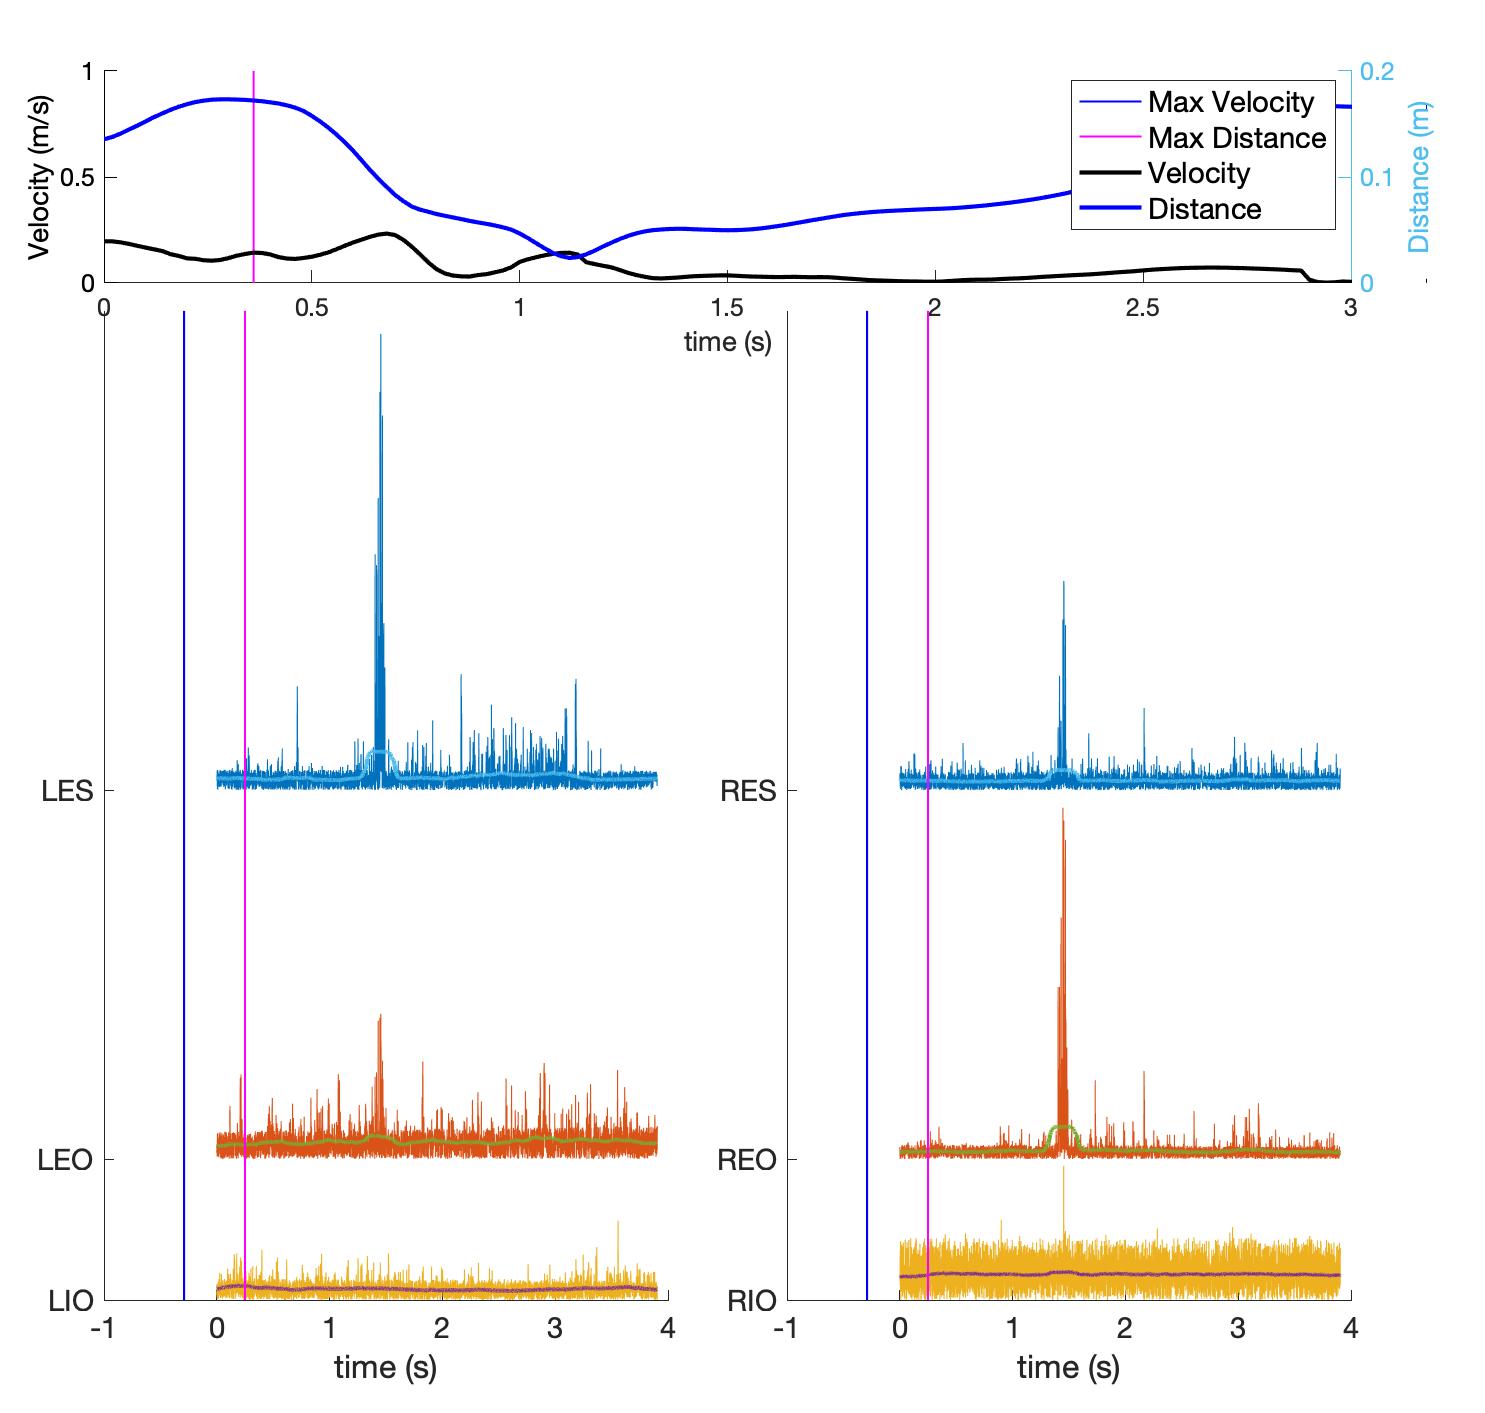 1
0.5
0
Velocity (m/s)
0.2
0.1
0
Distance (m)
Max Velocity
Max Distance
Velocity
Distance
0 0.5 1 1.5 2 2.5 3
time (s)
LES
LEO
LIO
-1 0 1 2 3 4
time (s)
RES
REO
RIO
-1 0 1 2 3 4
time (s)